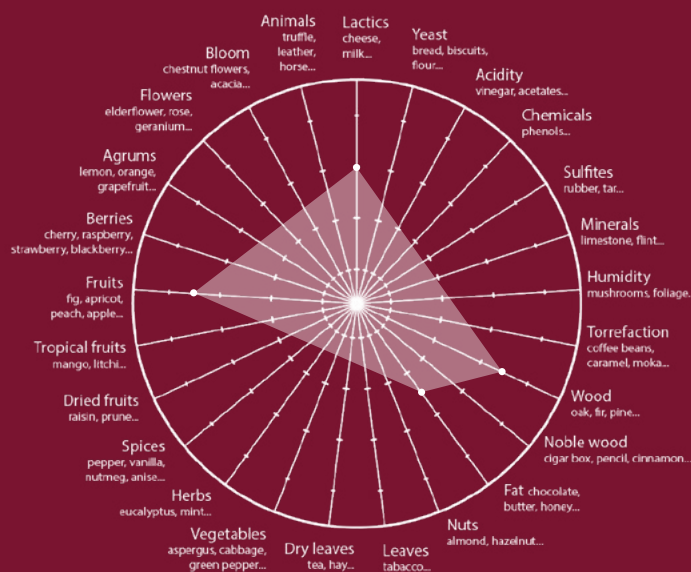 Lactics
cheese,
milk...
Yeast
bread, biscuits,
flour...
Acidity
vinegar, acetates...
Chemicals
phenols...
Sulfites
rubber, tar...
Minerals
limestone, flint...
Humidity
mushrooms, foliage...
Torrefaction
coffee beans,
caramel, moka...
Wood
oak, fir, pine...
Noble wood
cigar box, pencil, cinnamon...
Fat chocolate,
butter, honey...
Nuts
almond, hazelnut...
Leaves
tabacco...
Dry leaves
tea, hay...
Vegetables
aspergus, cabbage,
green pepper...
Herbs
eucalyptus, mint...
Spices
pepper, vanilla,
nutmeg, anise...
Dried fruits
raisin, prune...
Tropical fruits
mango, litchi...
Fruits
fig, apricot,
peach, apple...
Berries
cherry, raspberry,
strawberry, blackberry...
Agrums
lemon, orange,
grapefruit...
Flowers
elderflower, rose,
geranium...
Bloom
chestnut flowers,
acacia...
Animals
truffle,
leather,
horse...